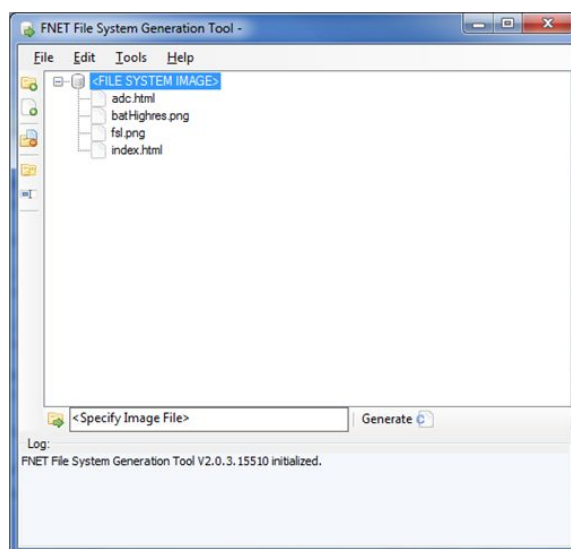 FNET File System Generation Tool -
File Edit Tools Help
<FILE SYSTEM IMAGE>
adc.html
batHighres.png
fsl.png
index.html
<Specify Image File>
Generate
Log:
FNET File System Generation Tool V2.0.3.15510 initialized.